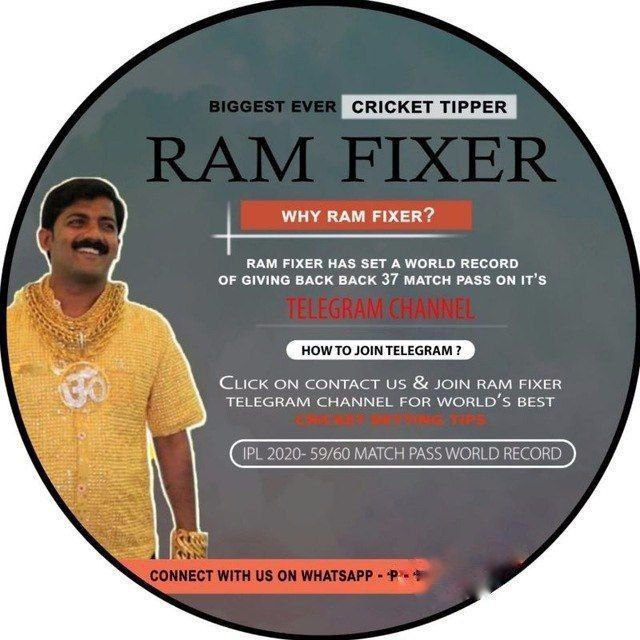 BIGGEST EVER CRICKET TIPPER
RAM FIXER
WHY RAM FIXER?
RAM FIXER HAS SET A WORLD RECORD
OF GIVING BACK BACK 37 MATCH PASS ON IT'S
TELEGRAM CHANNEL
HOW TO JOIN TELEGRAM ?
CLICK ON CONTACT US & JOIN RAM FIXER
TELEGRAM CHANNEL FOR WORLD'S BEST
CRICKET BETTING TIPS
IPL 2020- 59/60 MATCH PASS WORLD RECORD
CONNECT WITH US ON WHATSAPP -
ॐ